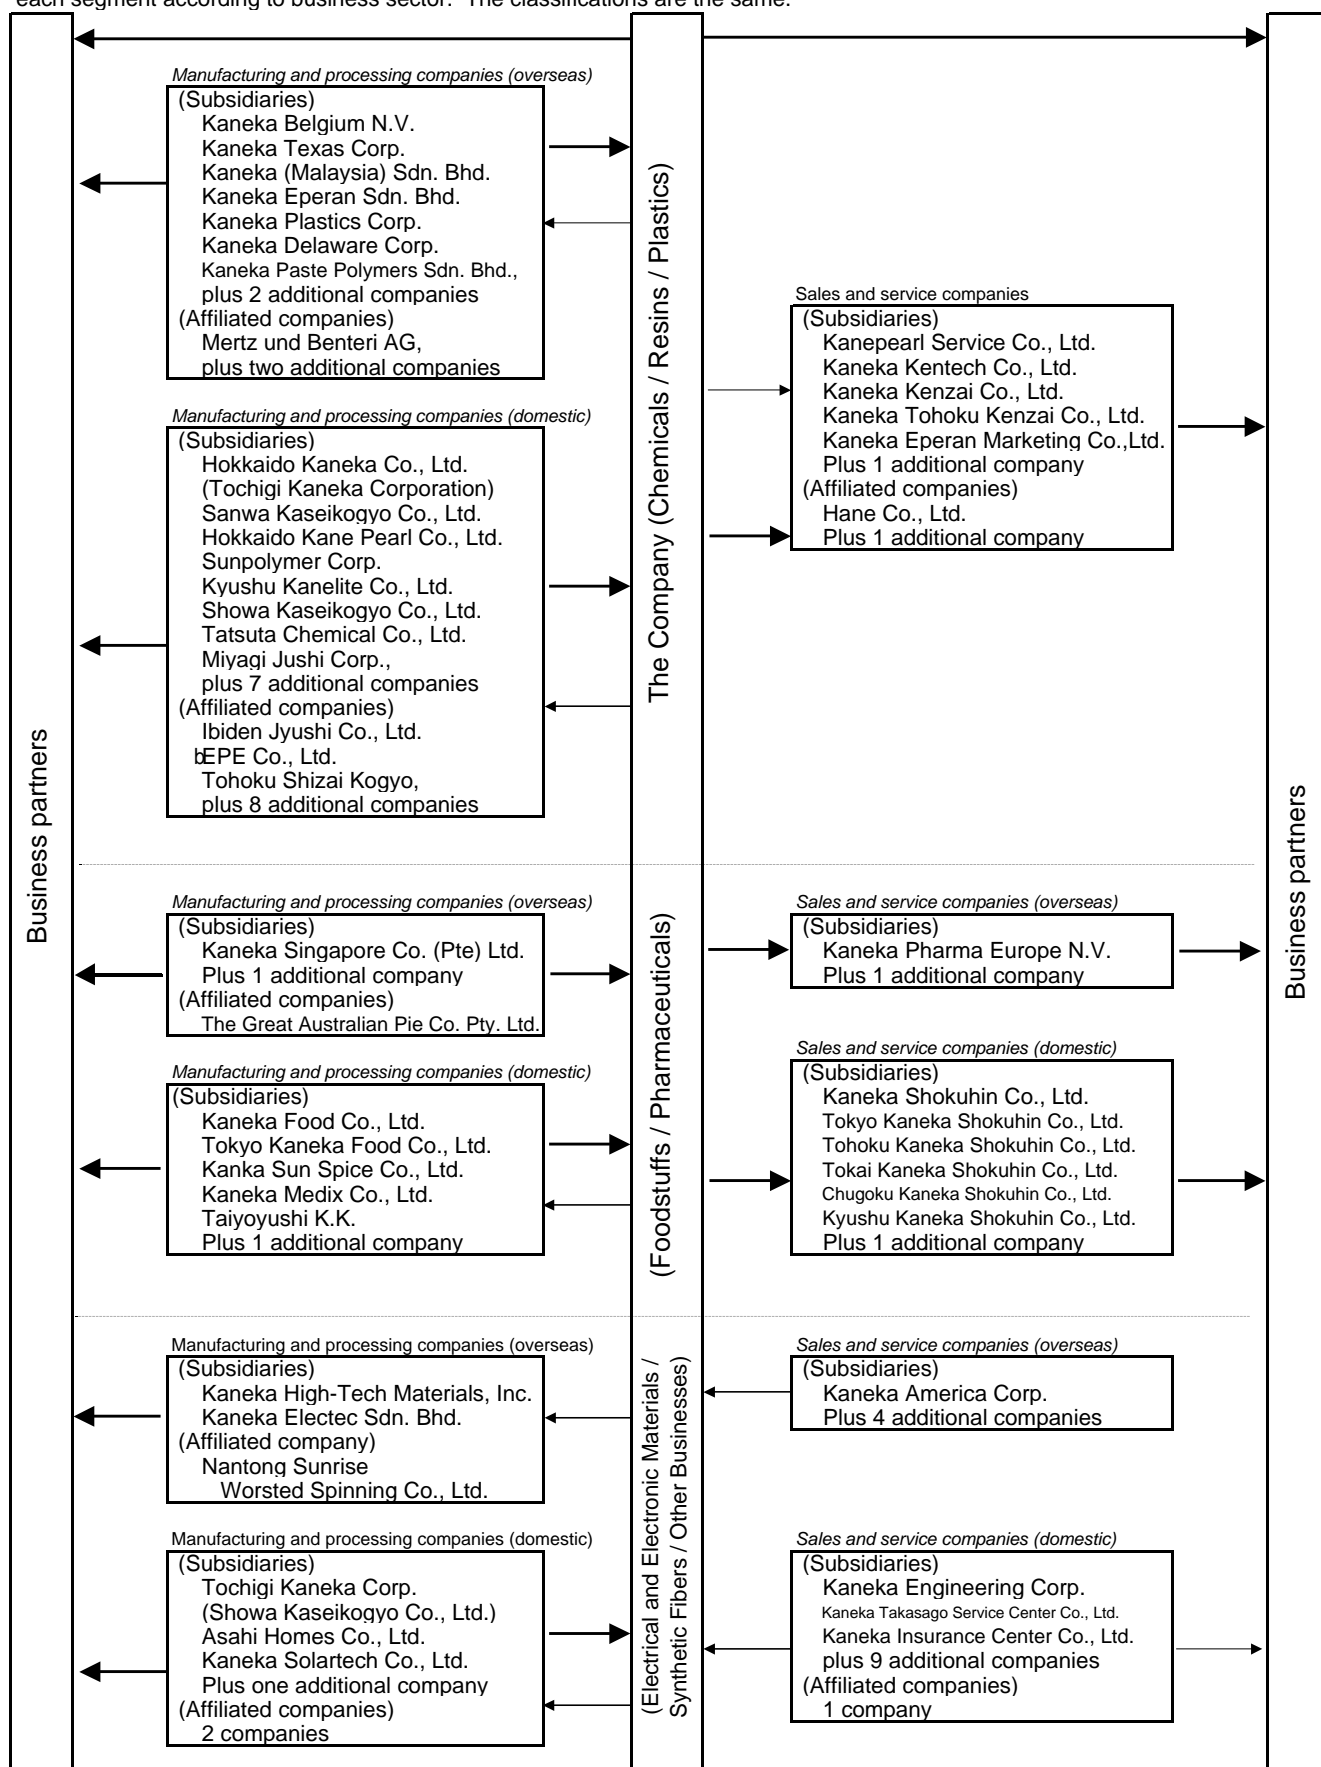 each segment according to business sector. The classifications are the same.
Business partners
Manufacturing and processing companies (overseas)
(Subsidiaries)
Kaneka Belgium N.V.
Kaneka Texas Corp.
Kaneka (Malaysia) Sdn. Bhd.
Kaneka Eperan Sdn. Bhd.
Kaneka Plastics Corp.
Kaneka Delaware Corp.
Kaneka Paste Polymers Sdn. Bhd.,
plus 2 additional companies
(Affiliated companies)
Mertz und Benteri AG,
plus two additional companies
Manufacturing and processing companies (domestic)
(Subsidiaries)
Hokkaido Kaneka Co., Ltd.
(Tochigi Kaneka Corporation)
Sanwa Kaseikogyo Co., Ltd.
Hokkaido Kane Pearl Co., Ltd.
Sunpolymer Corp.
Kyushu Kanelite Co., Ltd.
Showa Kaseikogyo Co., Ltd.
Tatsuta Chemical Co., Ltd.
Miyagi Jushi Corp.,
plus 7 additional companies
(Affiliated companies)
Ibiden Jyushi Co., Ltd.
bEPE Co., Ltd.
Tohoku Shizai Kogyo,
plus 8 additional companies
The Company (Chemicals / Resins / Plastics)
Sales and service companies
(Subsidiaries)
Kanepearl Service Co., Ltd.
Kaneka Kentech Co., Ltd.
Kaneka Kenzai Co., Ltd.
Kaneka Tohoku Kenzai Co., Ltd.
Kaneka Eperan Marketing Co.,Ltd.
Plus 1 additional company
(Affiliated companies)
Hane Co., Ltd.
Plus 1 additional company
Business partners
Manufacturing and processing companies (overseas)
(Subsidiaries)
Kaneka Singapore Co. (Pte) Ltd.
Plus 1 additional company
(Affiliated companies)
The Great Australian Pie Co. Pty. Ltd.
Manufacturing and processing companies (domestic)
(Subsidiaries)
Kaneka Food Co., Ltd.
Tokyo Kaneka Food Co., Ltd.
Kanka Sun Spice Co., Ltd.
Kaneka Medix Co., Ltd.
Taiyoyushi K.K.
Plus 1 additional company
(Foodstuffs / Pharmaceuticals)
Sales and service companies (overseas)
(Subsidiaries)
Kaneka Pharma Europe N.V.
Plus 1 additional company
Sales and service companies (domestic)
(Subsidiaries)
Kaneka Shokuhin Co., Ltd.
Tokyo Kaneka Shokuhin Co., Ltd.
Tohoku Kaneka Shokuhin Co., Ltd.
Tokai Kaneka Shokuhin Co., Ltd.
Chugoku Kaneka Shokuhin Co., Ltd.
Kyushu Kaneka Shokuhin Co., Ltd.
Plus 1 additional company
Manufacturing and processing companies (overseas)
(Subsidiaries)
Kaneka High-Tech Materials, Inc.
Kaneka Electec Sdn. Bhd.
(Affiliated company)
Nantong Sunrise
Worsted Spinning Co., Ltd.
Manufacturing and processing companies (domestic)
(Subsidiaries)
Tochigi Kaneka Corp.
(Showa Kaseikogyo Co., Ltd.)
Asahi Homes Co., Ltd.
Kaneka Solartech Co., Ltd.
Plus one additional company
(Affiliated companies)
2 companies
(Electrical and Electronic Materials /
Synthetic Fibers / Other Businesses)
Sales and service companies (overseas)
(Subsidiaries)
Kaneka America Corp.
Plus 4 additional companies
Sales and service companies (domestic)
(Subsidiaries)
Kaneka Engineering Corp.
Kaneka Takasago Service Center Co., Ltd.
Kaneka Insurance Center Co., Ltd.
plus 9 additional companies
(Affiliated companies)
1 company